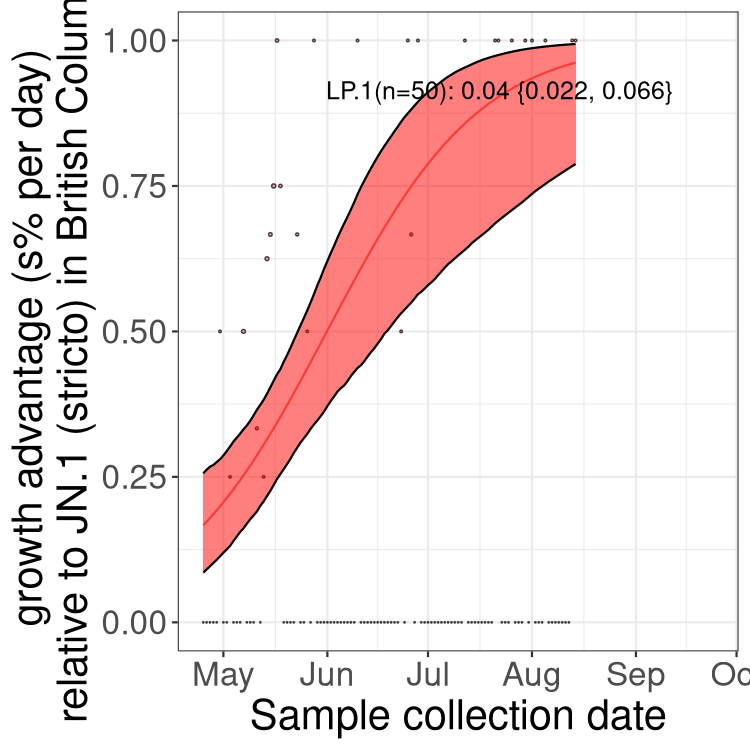 growth advantage (s% per day)
relative to JN.1 (stricto) in British Colum
1.00
0.75
0.50
0.25
0.00
LP.1(n=50): 0.04 {0.022, 0.066}
May Jun Jul Aug Sep Oc
Sample collection date